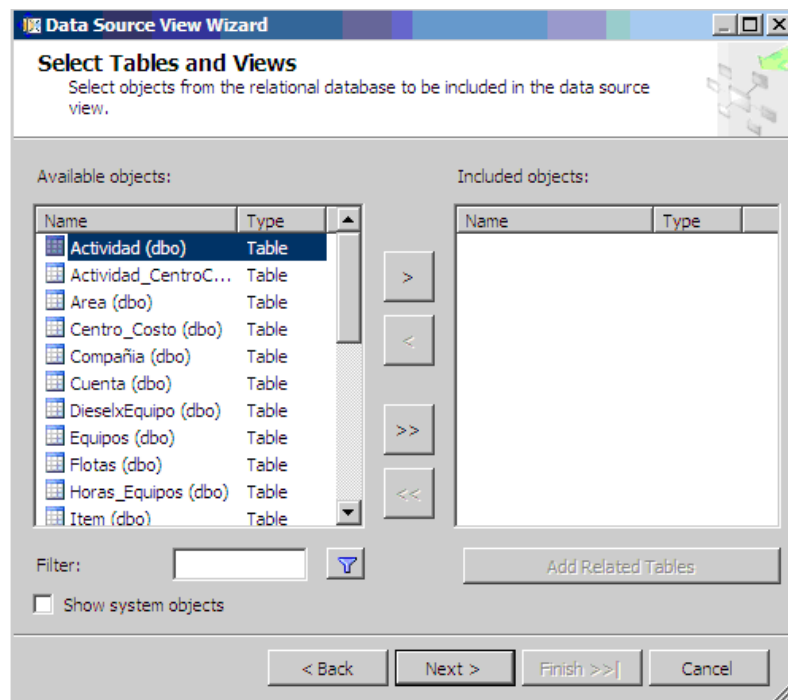 Data Source View Wizard
Select Tables and Views
Select objects from the relational database to be included in the data source
view.
Available objects:
Included objects:
Name Type
Name Type
Actividad (dbo) Table
Actividad_CentroC... Table
Area (dbo) Table
Centro_Costo (dbo) Table
Compañia (dbo) Table
Cuenta (dbo) Table
DieselxEquipo (dbo) Table
Equipos (dbo) Table
Flotas (dbo) Table
Horas_Equipos (dbo) Table
Item (dbo) Table
>
<
>>
<<
Filter:
Add Related Tables
Show system objects
< Back Next > Finish >>| Cancel